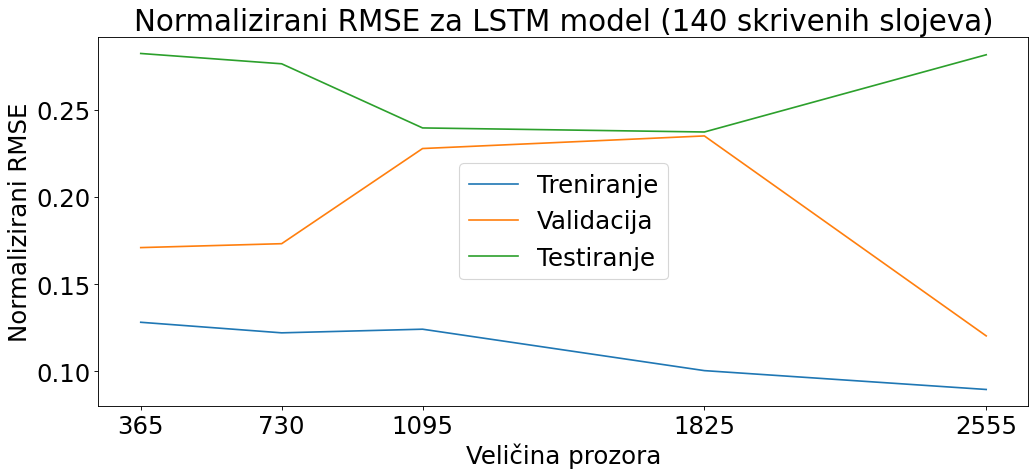 Normalizirani RMSE za LSTM model (140 skrivenih slojeva)
Normalizirani RMSE
0.25
0.20
0.15
0.10
Treniranje
Validacija
Testiranje
365 730 1095 1825 2555
Veličina prozora